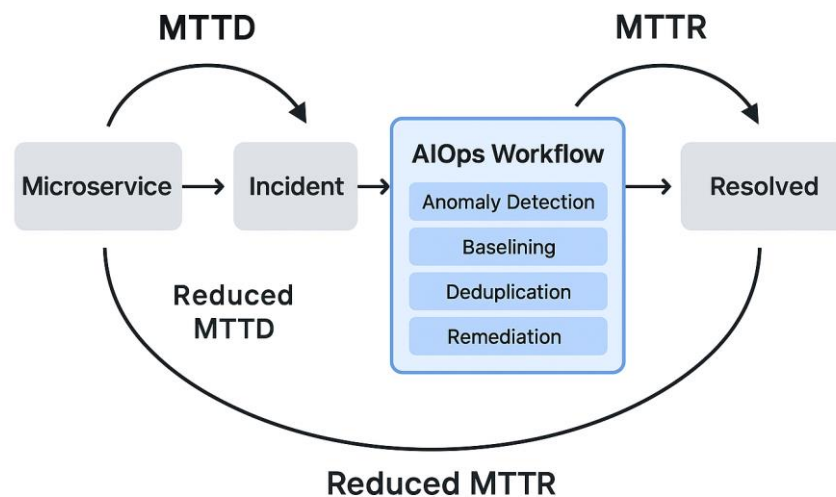 MTTD
MTTR
Microservice
Incident
AIOps Workflow
Anomaly Detection
Baselining
Deduplication
Remediation
Resolved
Reduced
MTTD
Reduced MTTR